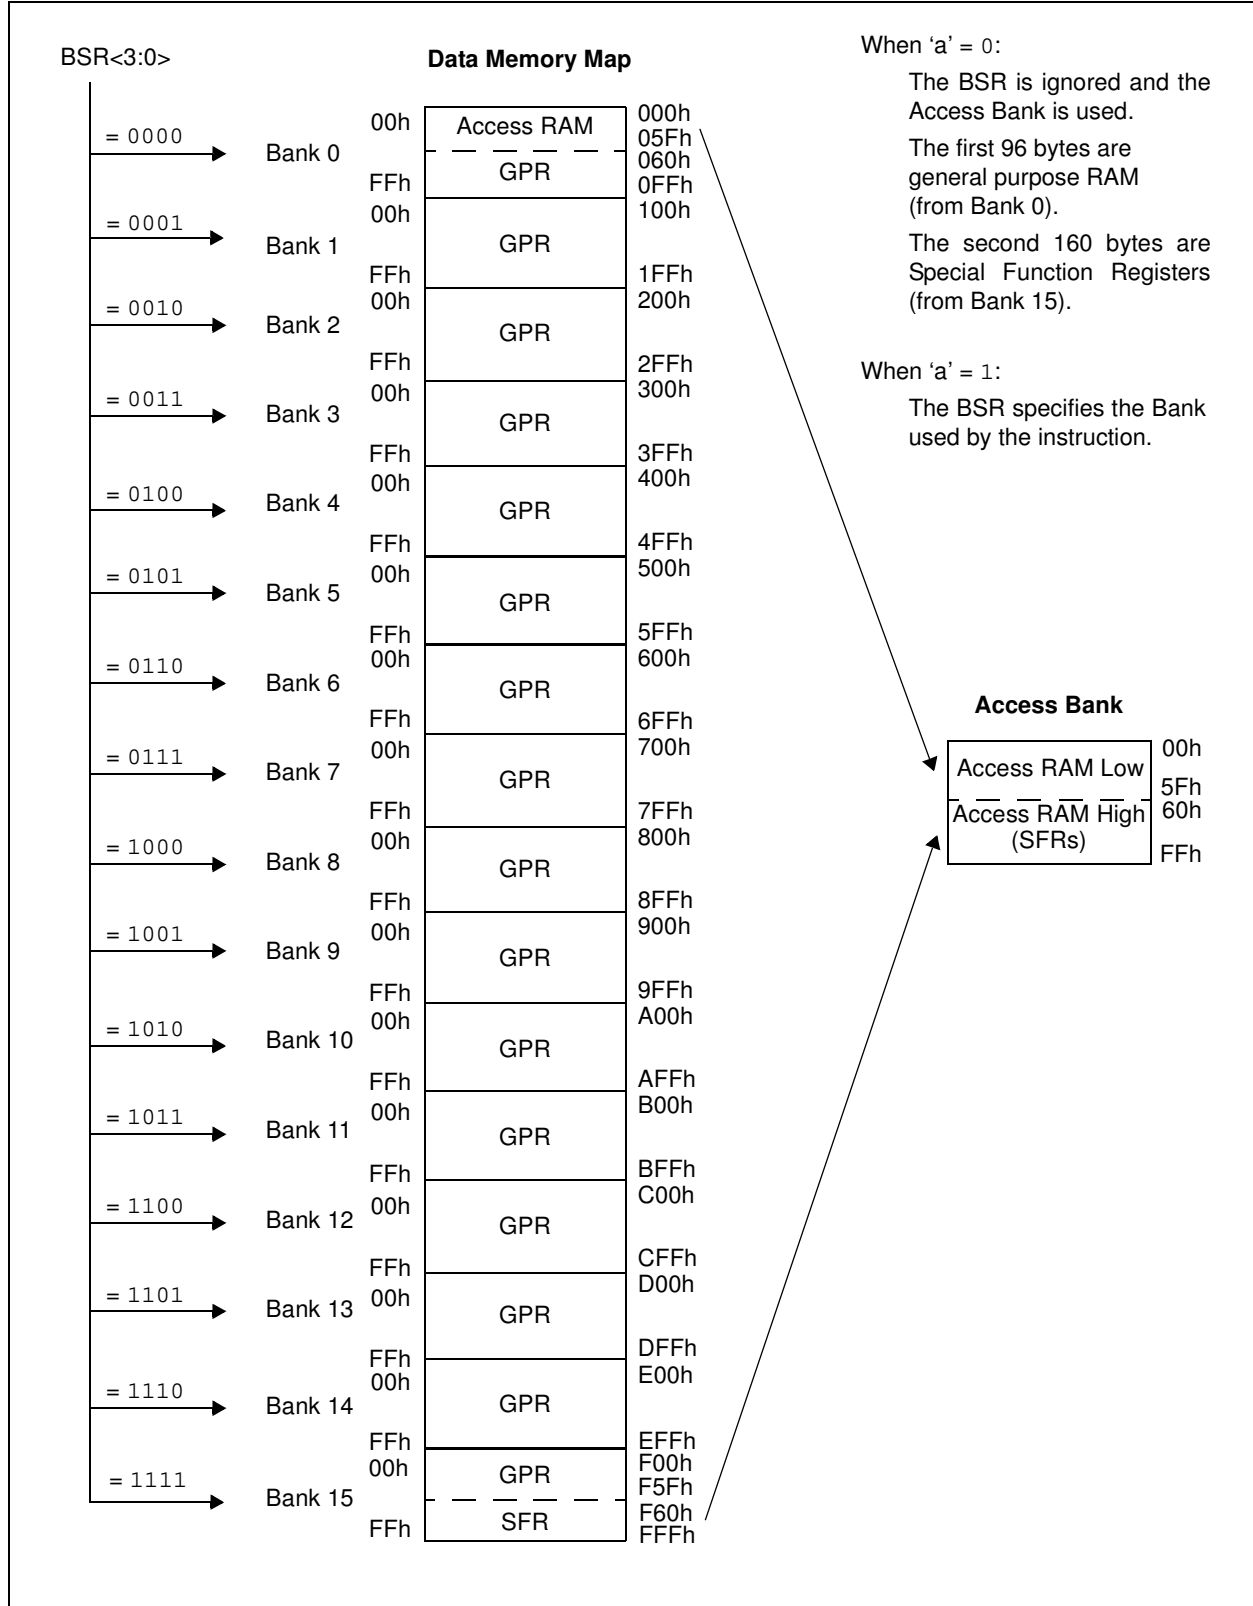 BSR<3:0>
Data Memory Map
When ‘a’ = 0:
The BSR is ignored and the
Access Bank is used.
The first 96 bytes are
general purpose RAM
(from Bank 0).
The second 160 bytes are
Special Function Registers
(from Bank 15).
When ‘a’ = 1:
The BSR specifies the Bank
used by the instruction.
= 0000
Bank 0
00h
Access RAM
000h
05Fh
060h
GPR
FFh
0FFh
= 0001
Bank 1
00h
GPR
100h
FFh
1FFh
= 0010
Bank 2
00h
GPR
200h
FFh
2FFh
= 0011
Bank 3
00h
GPR
300h
FFh
3FFh
= 0100
Bank 4
00h
GPR
400h
FFh
4FFh
= 0101
Bank 5
00h
GPR
500h
FFh
5FFh
= 0110
Bank 6
00h
GPR
600h
FFh
6FFh
= 0111
Bank 7
00h
GPR
700h
FFh
7FFh
= 1000
Bank 8
00h
GPR
800h
FFh
8FFh
= 1001
Bank 9
00h
GPR
900h
FFh
9FFh
= 1010
Bank 10
00h
GPR
A00h
FFh
AFFh
= 1011
Bank 11
00h
GPR
B00h
FFh
BFFh
= 1100
Bank 12
00h
GPR
C00h
FFh
CFFh
= 1101
Bank 13
00h
GPR
D00h
FFh
DFFh
= 1110
Bank 14
00h
GPR
E00h
FFh
EFFh
= 1111
Bank 15
00h
GPR
F00h
F5Fh
F60h
SFR
FFh
FFFh
Access Bank
Access RAM Low
00h
5Fh
Access RAM High
(SFRs)
60h
FFh